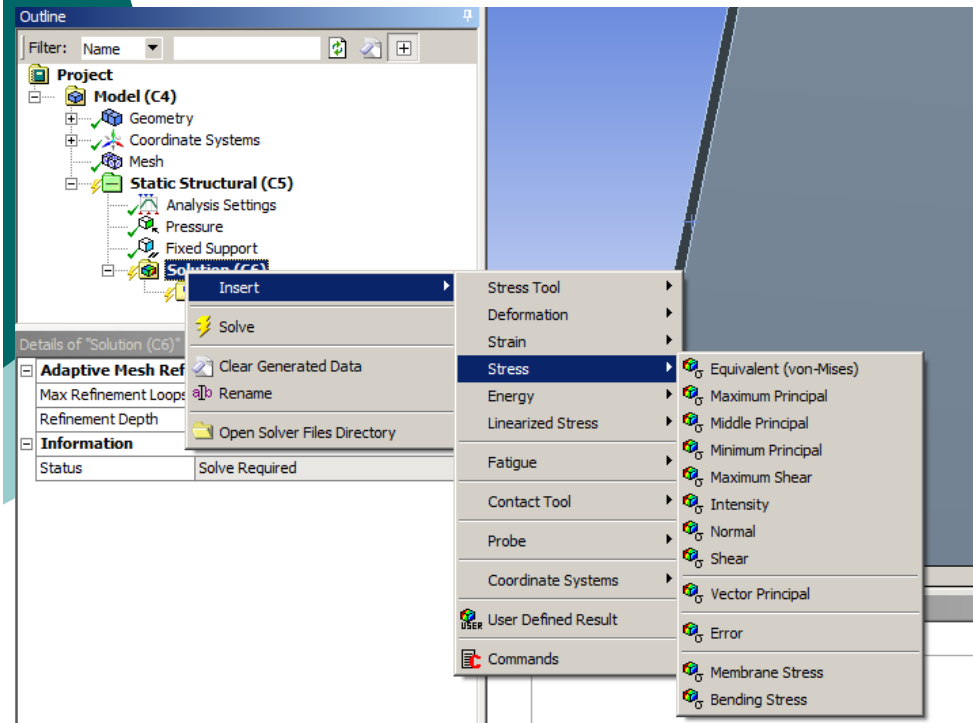 Outline
Filter: Name
Project
Model (C4)
Geometry
Coordinate Systems
Mesh
Static Structural (C5)
Analysis Settings
Pressure
Fixed Support
Solution (C6)
Insert
Solve
Clear Generated Data
Rename
Open Solver Files Directory
Stress Tool
Deformation
Strain
Stress
Energy
Linearized Stress
Fatigue
Contact Tool
Probe
Coordinate Systems
USER User Defined Result
Commands
Equivalent (von-Mises)
Maximum Principal
Middle Principal
Minimum Principal
Maximum Shear
Intensity
Normal
Shear
Vector Principal
Error
Membrane Stress
Bending Stress
Details of "Solution (C6)"
Adaptive Mesh Ref
Max Refinement Loops
Refinement Depth
Information
Status Solve Required